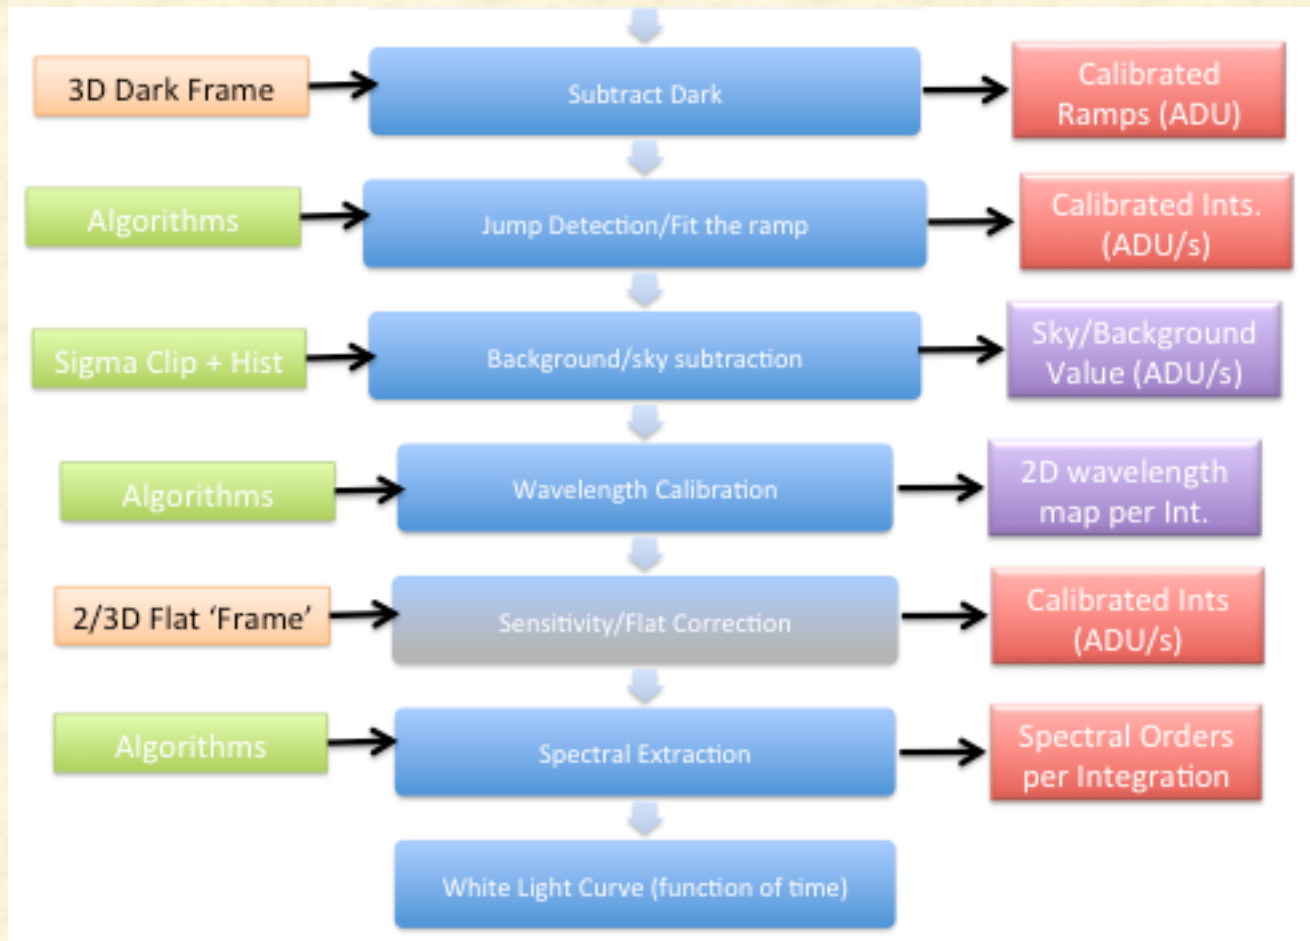 3D Dark Frame
Subtract Dark
Calibrated
Ramps (ADU)
Algorithms
Jump Detection/Fit the ramp
Calibrated Ints.
(ADU/s)
Sigma Clip + Hist
Background/sky subtraction
Sky/Background
Value (ADU/s)
Algorithms
Wavelength Calibration
2D wavelength
map per Int.
2/3D Flat ‘Frame’
Sensitivity/Flat Correction
Calibrated Ints
(ADU/s)
Algorithms
Spectral Extraction
Spectral Orders
per Integration
White Light Curve (function of time)